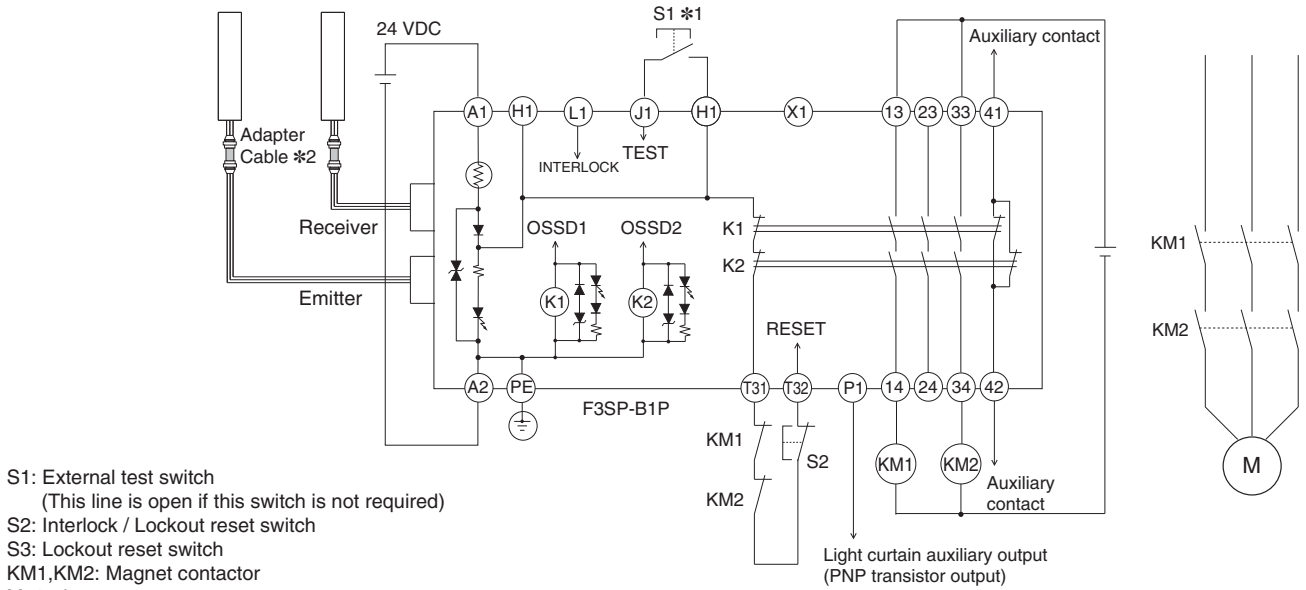 S1 ✽1
24 VDC
Auxiliary contact
A1
H1
L1
J1
H1
X1
13
23
33
41
Adapter
Cable ✽2
INTERLOCK
TEST
Receiver
OSSD1
OSSD2
K1
K2
KM1
Emitter
K1
K2
RESET
KM2
A2
PE
T31
T32
P1
14
24
34
42
F3SP-B1P
KM1
S2
KM1
KM2
M
KM2
Auxiliary
contact
S1: External test switch
(This line is open if this switch is not required)
S2: Interlock / Lockout reset switch
S3: Lockout reset switch
KM1,KM2: Magnet contactor
Light curtain auxiliary output
(PNP transistor output)